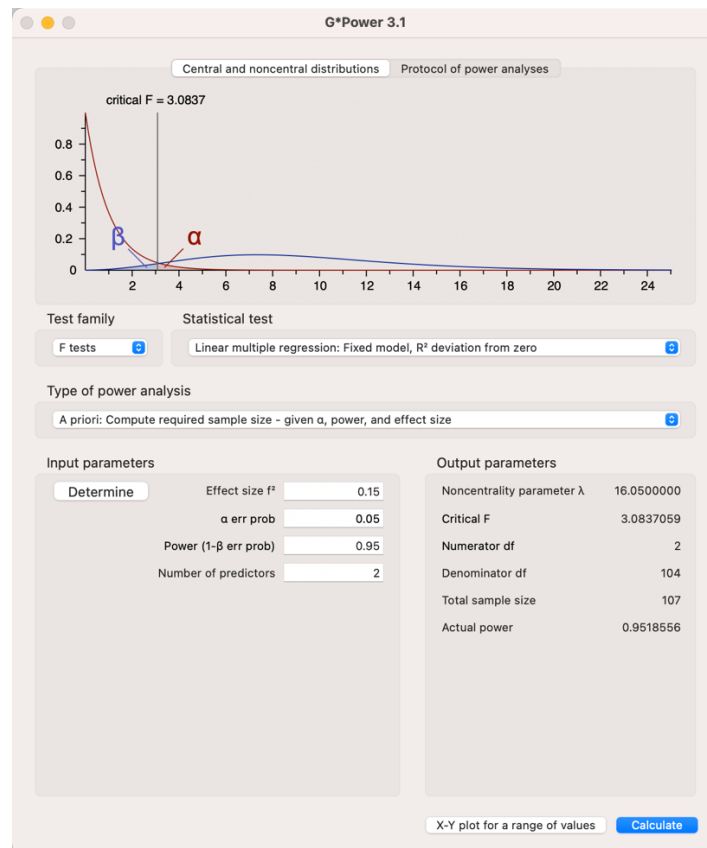 G*Power 3.1
Central and noncentral distributions
Protocol of power analyses
critical F = 3.0837
0.8
0.6
0.4
0.2
0
β
α
2 4 6 8 10 12 14 16 18 20 22 24
Test family
Statistical test
F tests
Linear multiple regression: Fixed model, R² deviation from zero
Type of power analysis
A priori: Compute required sample size - given α, power, and effect size
Input parameters
Determine
Effect size f² 0.15
α err prob 0.05
Power (1-β err prob) 0.95
Number of predictors 2
Output parameters
Noncentrality parameter λ 16.0500000
Critical F 3.0837059
Numerator df 2
Denominator df 104
Total sample size 107
Actual power 0.9518556
X-Y plot for a range of values
Calculate